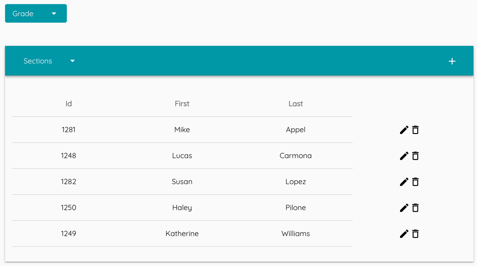 Grade
Sections
Id First Last
1281 Mike Appel
1248 Lucas Carmona
1282 Susan Lopez
1250 Haley Pilone
1249 Katherine Williams